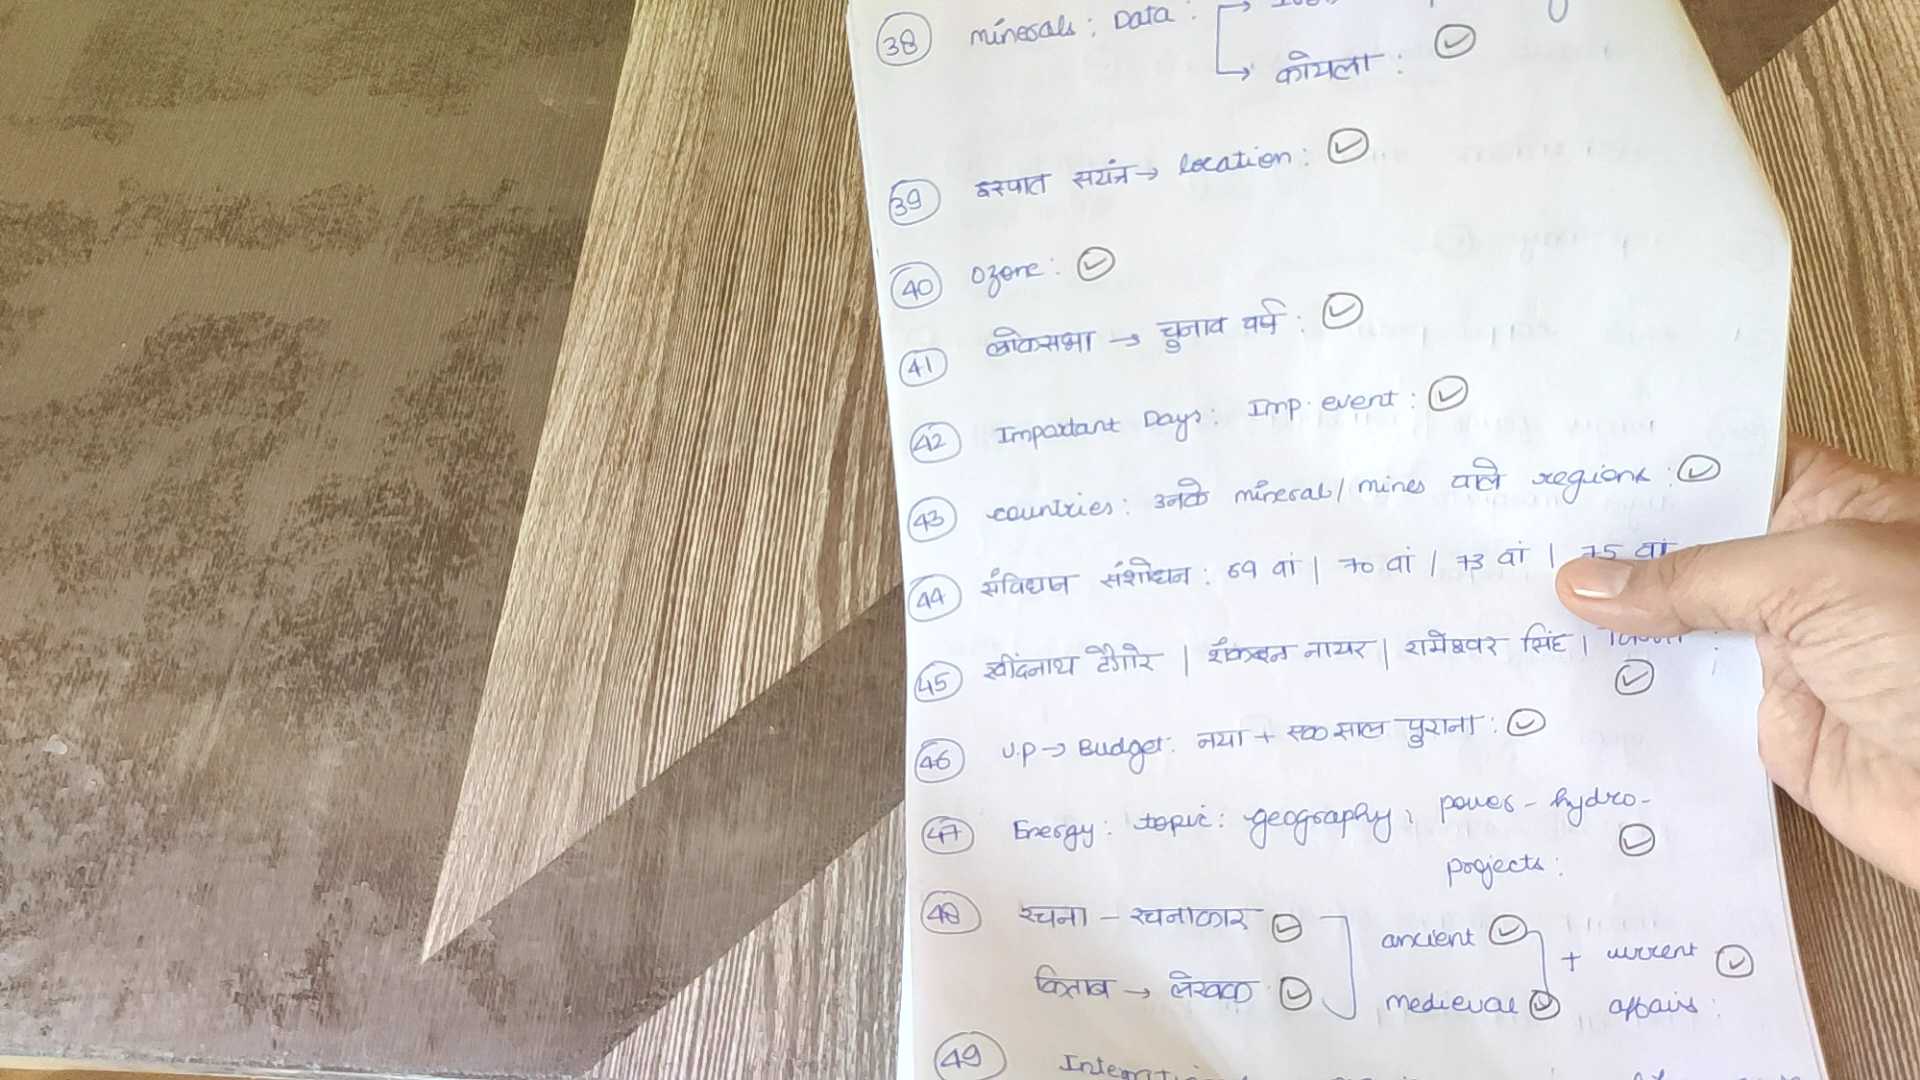 38 minerals : Data :
→ कोयला :
39 इस्पात सयंत्र → location :
40 Ozone :
41 लोकसभा → चुनाव वर्ष :
42 Important Days : Imp. event :
43 countries : उनके mineral / mines वाले regions :
44 संविधान संशोधन : 69 वां | 70 वां | 73 वां | 75 वां
45 रवींद्रनाथ टैगोर | शंकरन नायर | रामेश्वर सिंह |
46 U.P → Budget : नया + एक साल पुराना :
47 Energy : topic : geography : power - hydro -
projects :
48 रचना - रचनाकार ancient + current
किताब → लेखक medieval affairs :
49